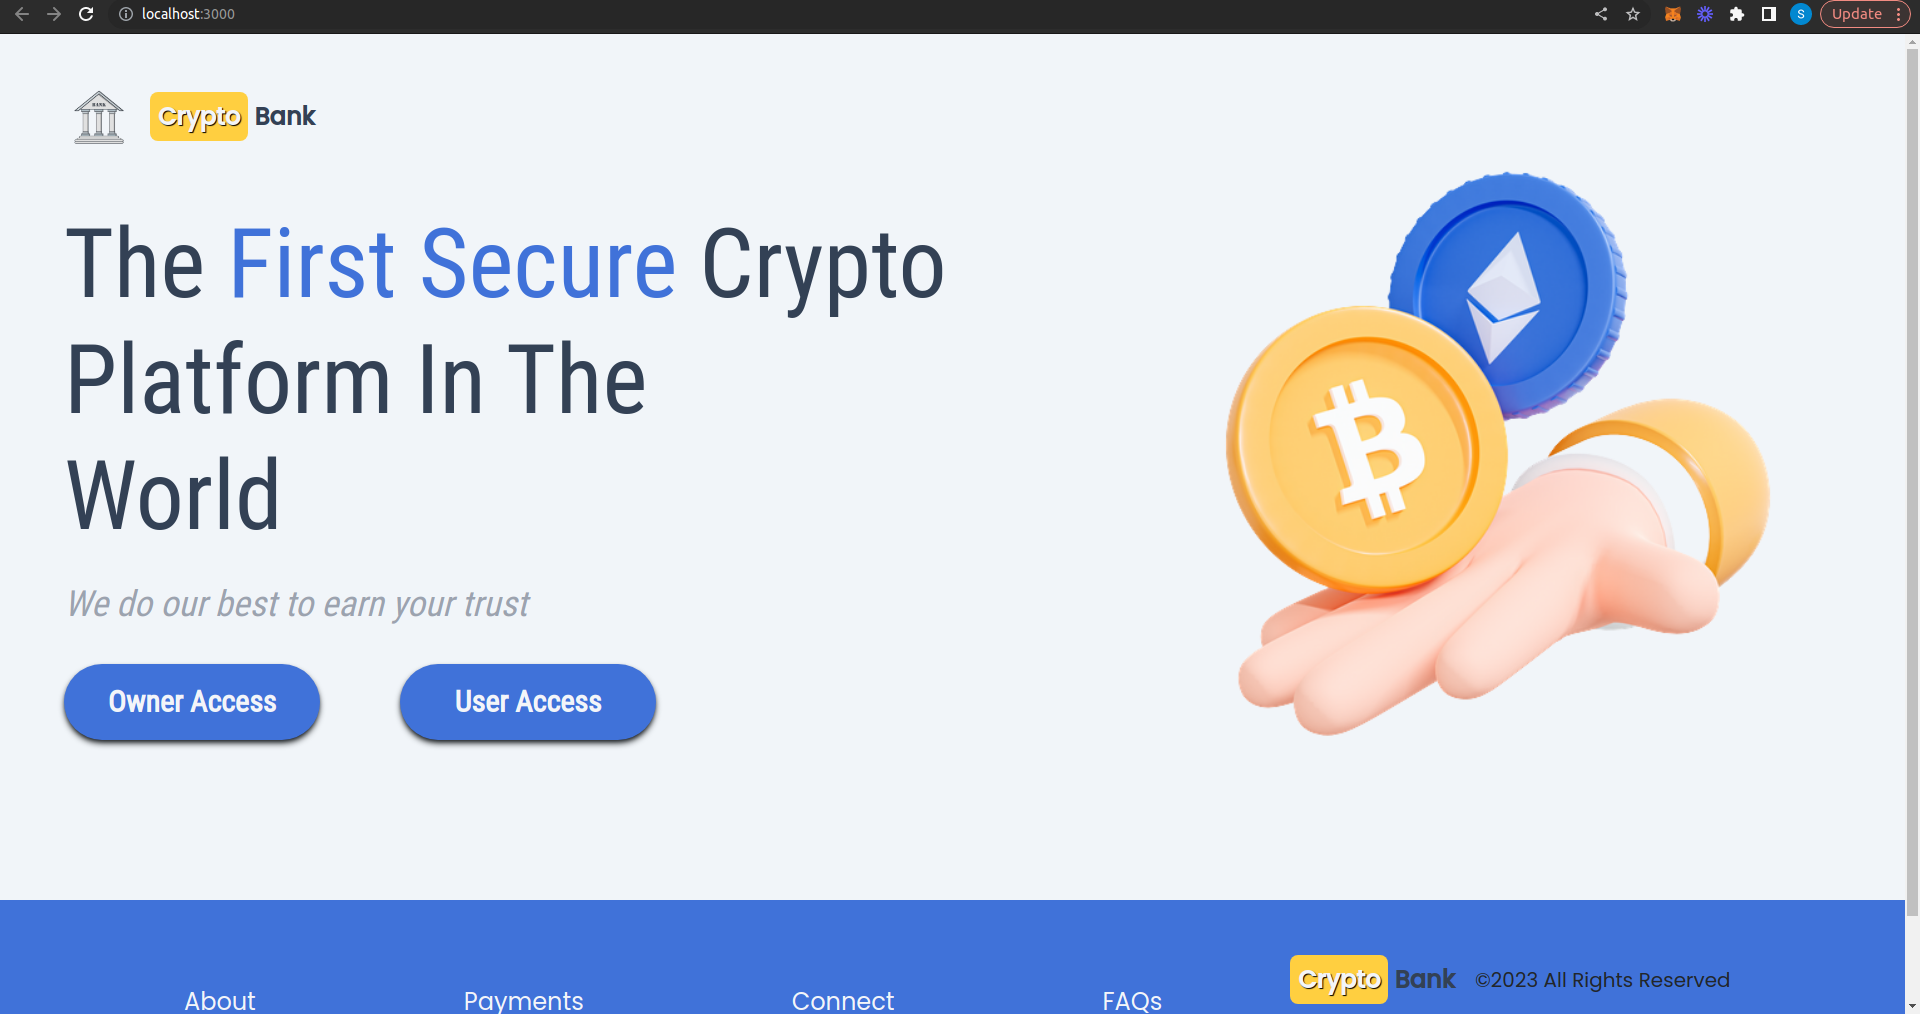 localhost:3000
S
Update
BANK
Crypto Bank
The First Secure Crypto
Platform In The
World
We do our best to earn your trust
Owner Access
User Access
Crypto Bank ©2023 All Rights Reserved
About
Payments
Connect
FAQs